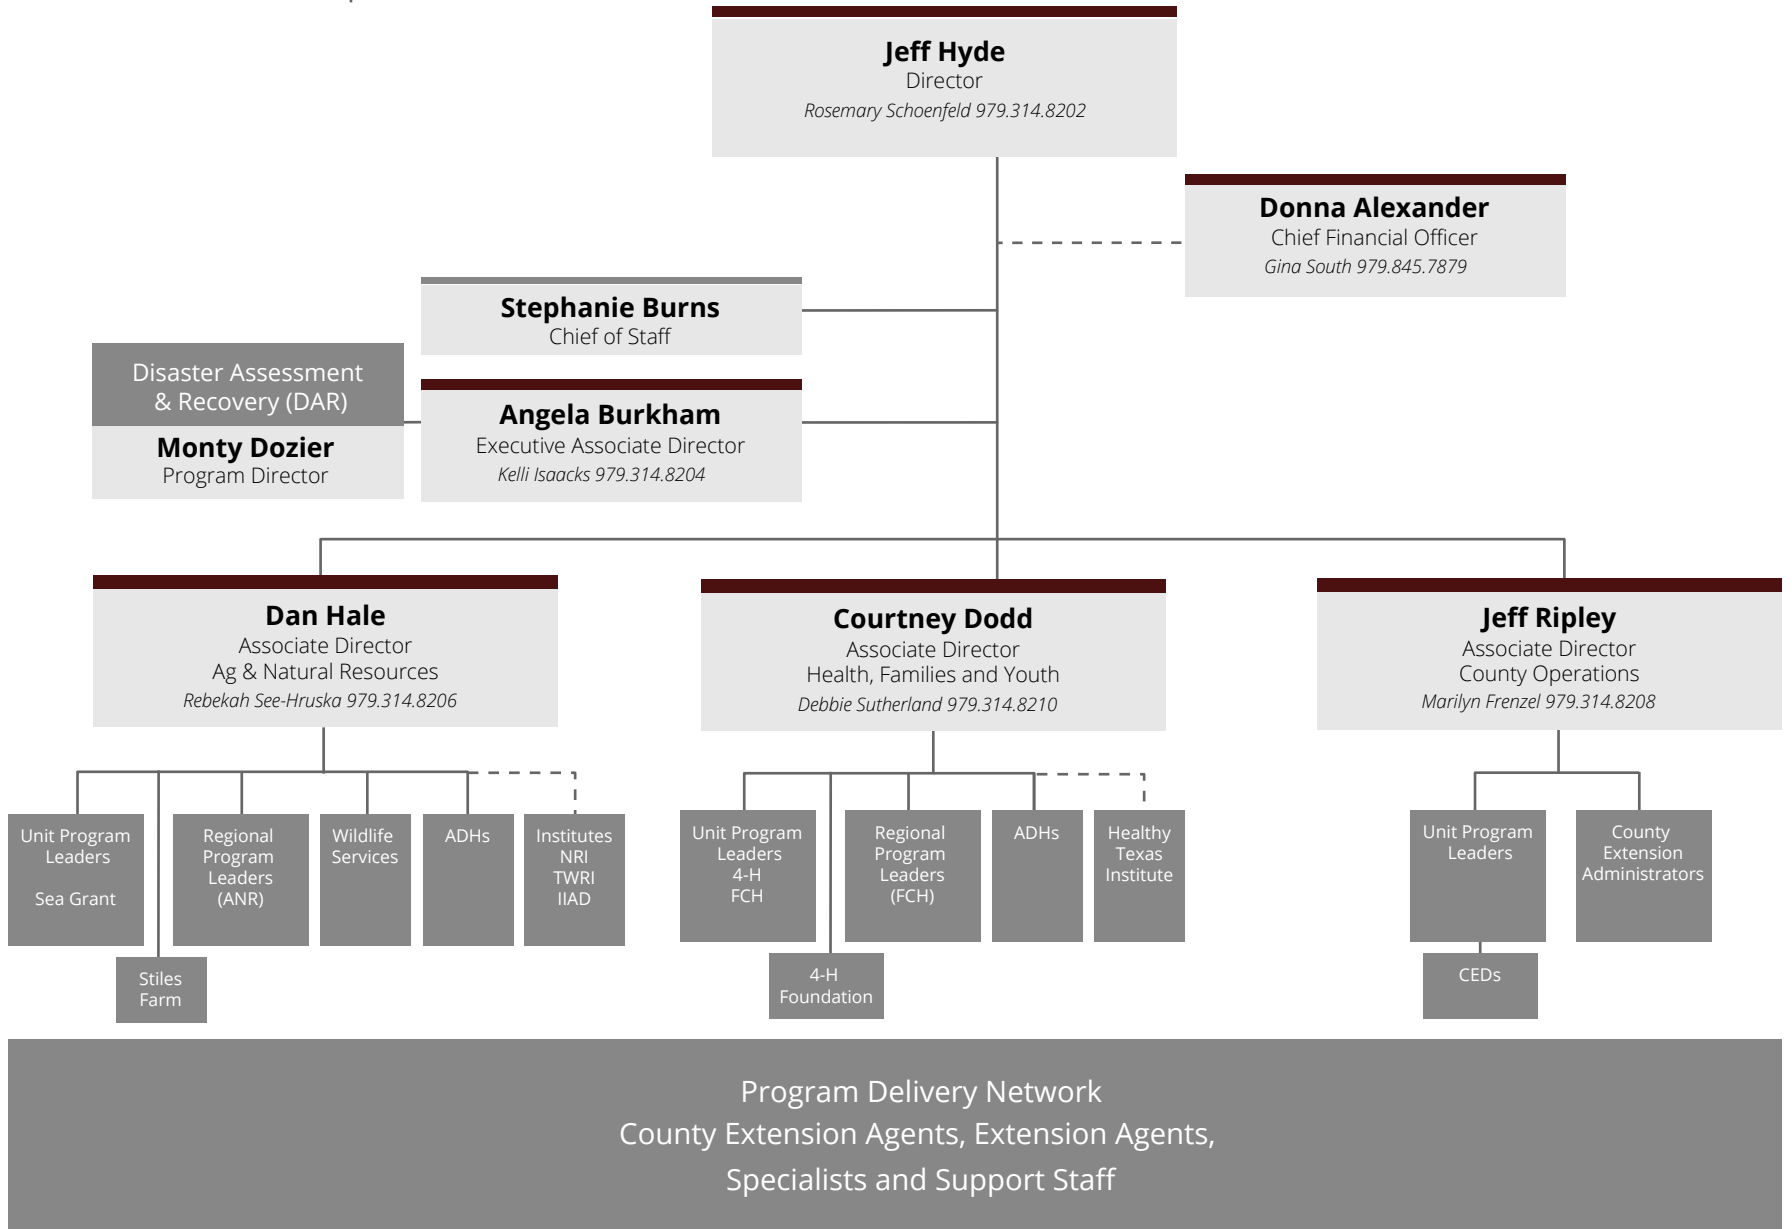 Jeff Hyde
Director
Rosemary Schoenfeld 979.314.8202
Donna Alexander
Chief Financial Officer
Gina South 979.845.7879
Stephanie Burns
Chief of Staff
Disaster Assessment
& Recovery (DAR)
Monty Dozier
Program Director
Angela Burkham
Executive Associate Director
Kelli Isaacks 979.314.8204
Dan Hale
Associate Director
Ag & Natural Resources
Rebekah See-Hruska 979.314.8206
Courtney Dodd
Associate Director
Health, Families and Youth
Debbie Sutherland 979.314.8210
Jeff Ripley
Associate Director
County Operations
Marilyn Frenzel 979.314.8208
Unit Program
Leaders
Sea Grant
Stiles
Farm
Regional
Program
Leaders
(ANR)
Wildlife
Services
ADHs
Institutes
NRI
TWRI
IIAD
Unit Program
Leaders
4-H
FCH
4-H
Foundation
Regional
Program
Leaders
(FCH)
ADHs
Healthy
Texas
Institute
Unit Program
Leaders
CEDs
County
Extension
Administrators
Program Delivery Network
County Extension Agents, Extension Agents,
Specialists and Support Staff